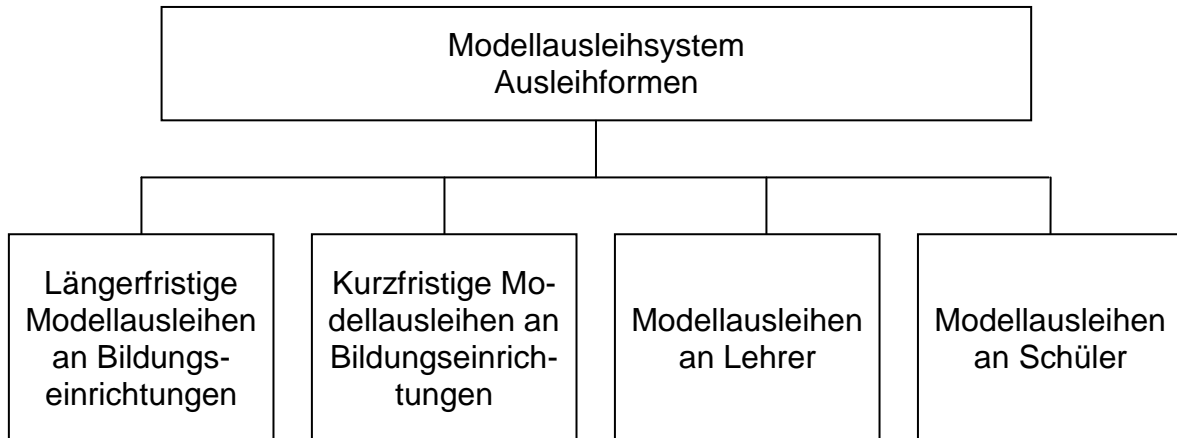 Modellausleihsystem
Ausleihformen
Längerfristige
Modellausleihen
an Bildungs-
einrichtungen
Kurzfristige Mo-
dellausleihen an
Bildungseinrich-
tungen
Modellausleihen
an Lehrer
Modellausleihen
an Schüler